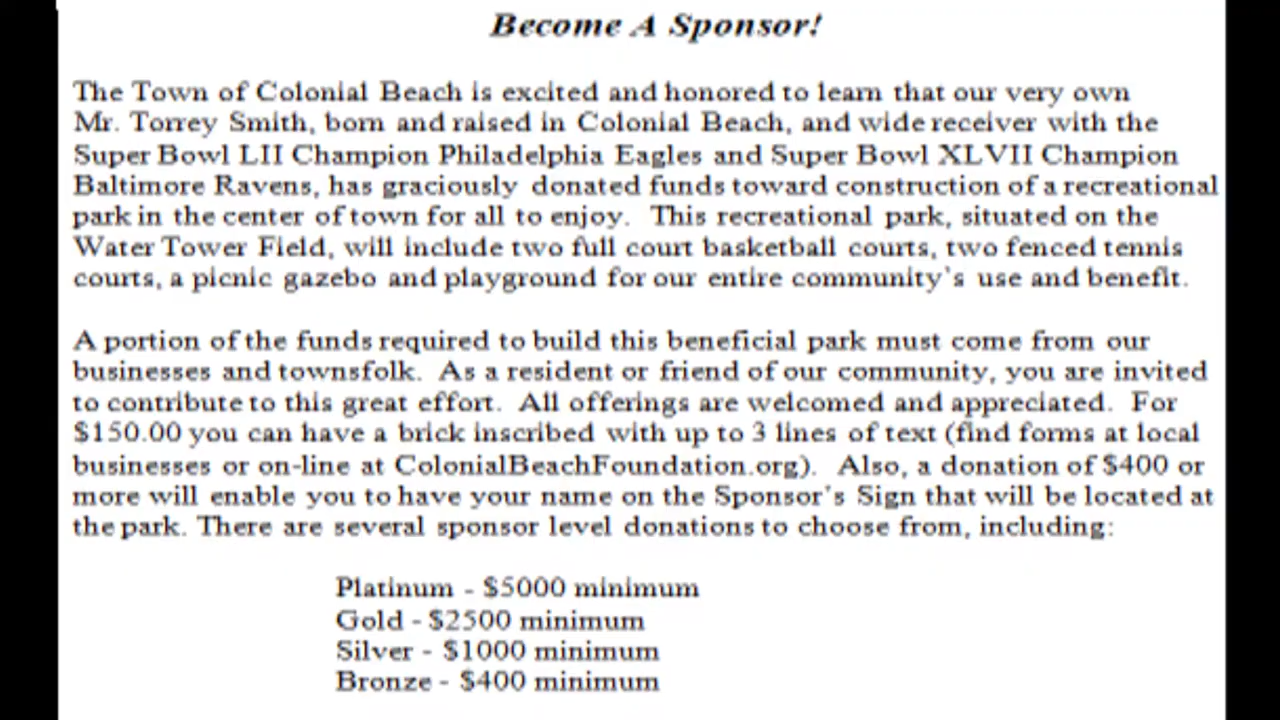 Become A Sponsor!
The Town of Colonial Beach is excited and honored to learn that our very own
Mr. Torrey Smith, born and raised in Colonial Beach, and wide receiver with the
Super Bowl LII Champion Philadelphia Eagles and Super Bowl XLVII Champion
Baltimore Ravens, has graciously donated funds toward construction of a recreational
park in the center of town for all to enjoy. This recreational park, situated on the
Water Tower Field, will include two full court basketball courts, two fenced tennis
courts, a picnic gazebo and playground for our entire community's use and benefit.
A portion of the funds required to build this beneficial park must come from our
businesses and townsfolk. As a resident or friend of our community, you are invited
to contribute to this great effort. All offerings are welcomed and appreciated. For
$150.00 you can have a brick inscribed with up to 3 lines of text (find forms at local
businesses or on-line at ColonialBeachFoundation.org). Also, a donation of $400 or
more will enable you to have your name on the Sponsor's Sign that will be located at
the park. There are several sponsor level donations to choose from, including:
Platinum - $5000 minimum
Gold - $2500 minimum
Silver - $1000 minimum
Bronze - $400 minimum